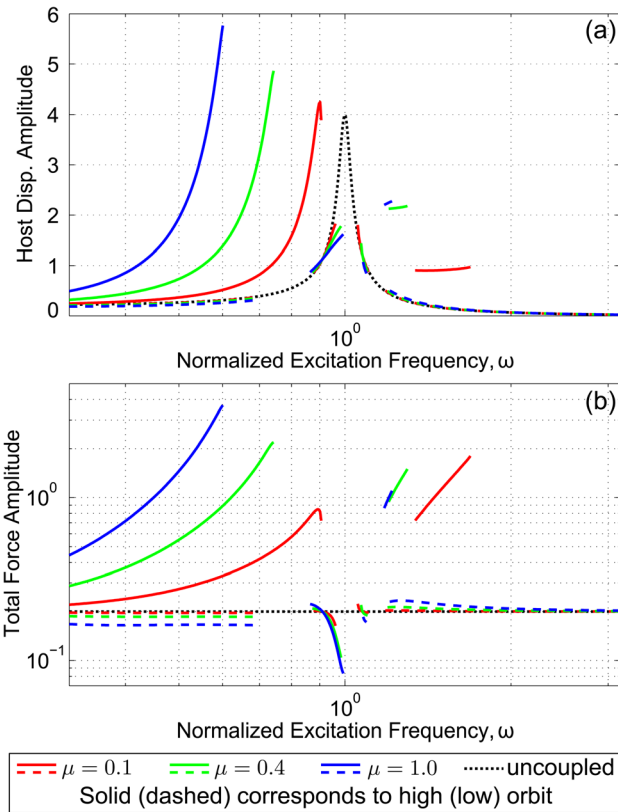 (a)
Host Disp. Amplitude
6
5
4
3
2
1
0
10⁰
Normalized Excitation Frequency, ω
(b)
Total Force Amplitude
10⁰
10⁻¹
10⁰
Normalized Excitation Frequency, ω
μ = 0.1 μ = 0.4 μ = 1.0 uncoupled
Solid (dashed) corresponds to high (low) orbit